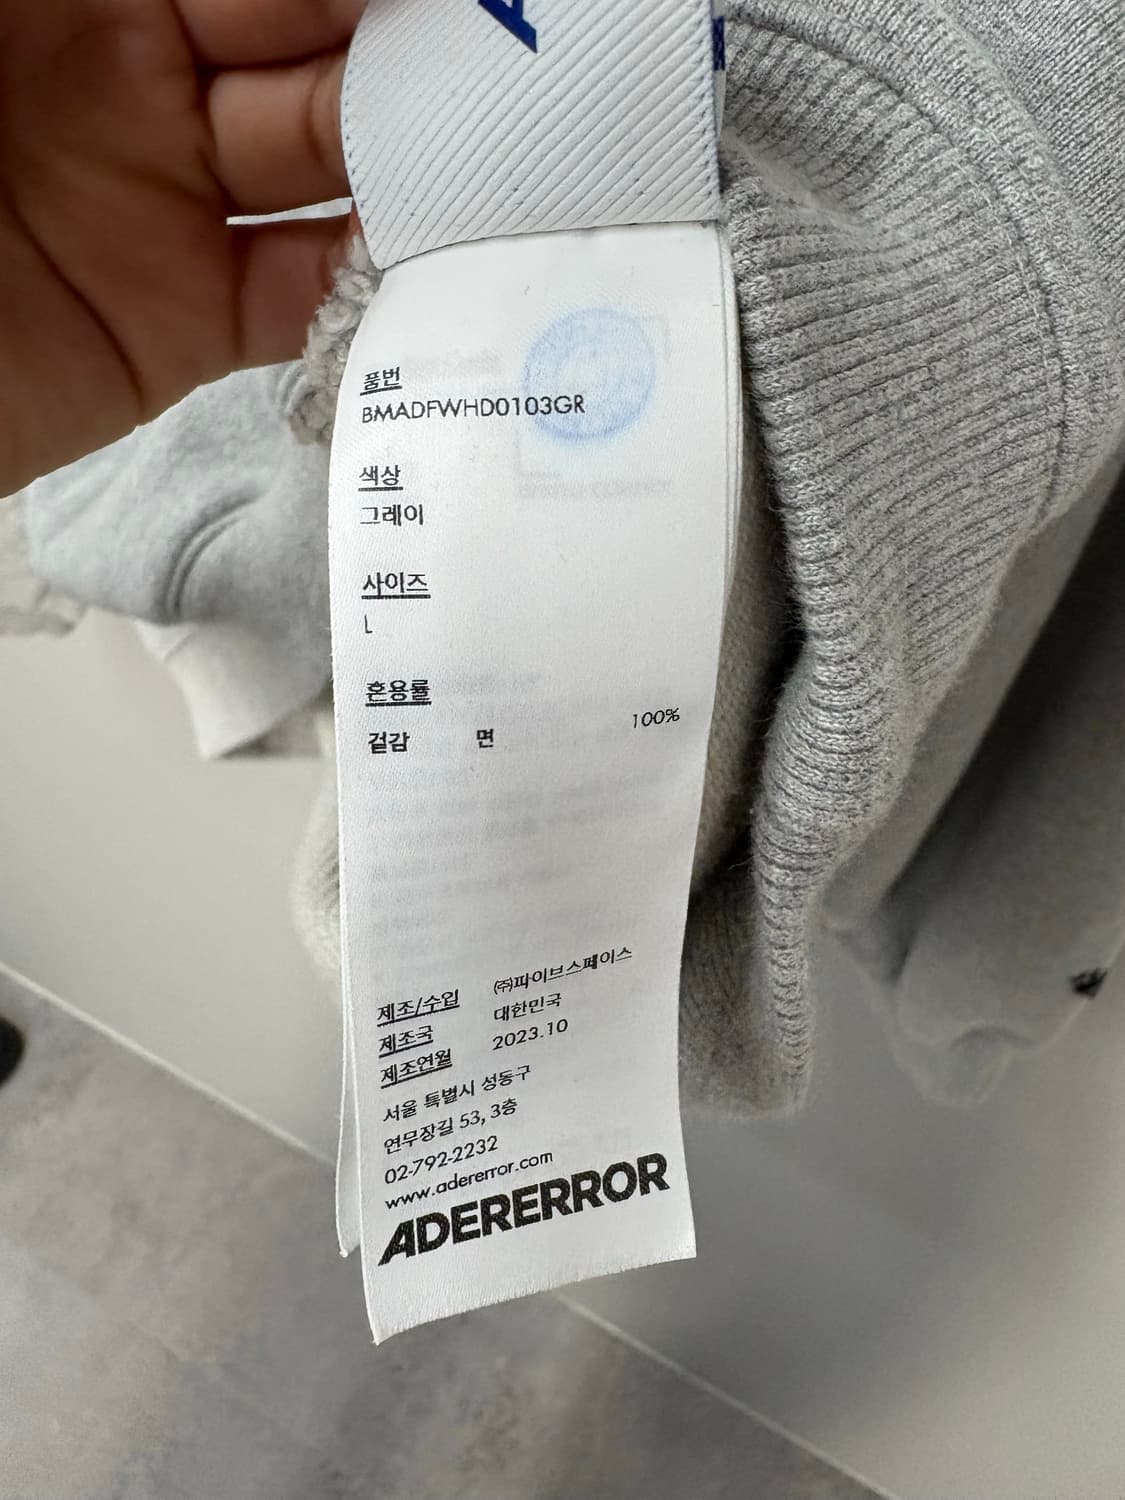 품번
BMADFWHD0103GR
색상
그레이
사이즈
L
혼용률
겉감 면 100%
제조/수입 ㈜파이브스페이스
제조국 대한민국
제조연월 2023.10
서울 특별시 성동구
연무장길 53, 3층
02-792-2232
www.adererror.com
ADERERROR